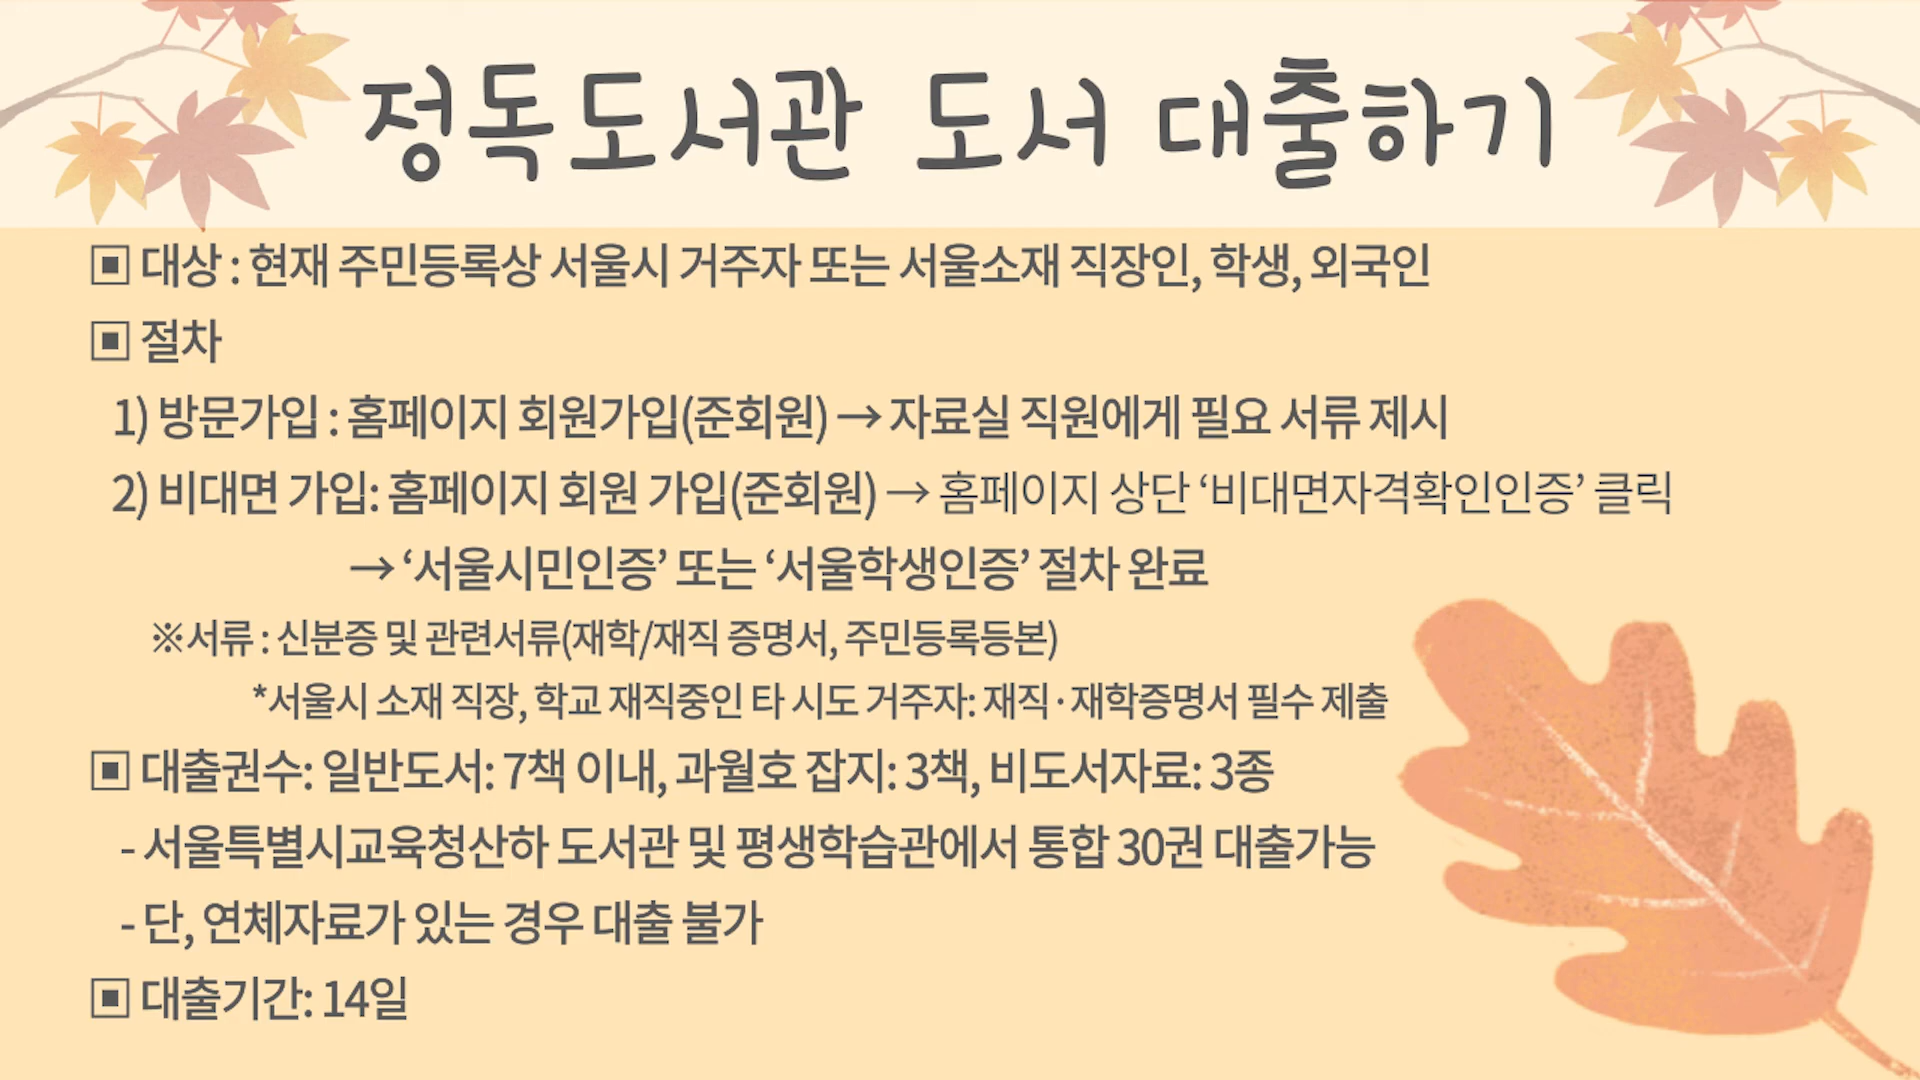 정독도서관 도서 대출하기
▣ 대상 : 현재 주민등록상 서울시 거주자 또는 서울소재 직장인, 학생, 외국인
▣ 절차
1) 방문가입 : 홈페이지 회원가입(준회원) → 자료실 직원에게 필요 서류 제시
2) 비대면 가입: 홈페이지 회원 가입(준회원) → 홈페이지 상단 ‘비대면자격확인인증’ 클릭
→ ‘서울시민인증’ 또는 ‘서울학생인증’ 절차 완료
※서류 : 신분증 및 관련서류(재학/재직 증명서, 주민등록등본)
*서울시 소재 직장, 학교 재직중인 타 시도 거주자: 재직·재학증명서 필수 제출
▣ 대출권수: 일반도서: 7책 이내, 과월호 잡지: 3책, 비도서자료: 3종
- 서울특별시교육청산하 도서관 및 평생학습관에서 통합 30권 대출가능
- 단, 연체자료가 있는 경우 대출 불가
▣ 대출기간: 14일